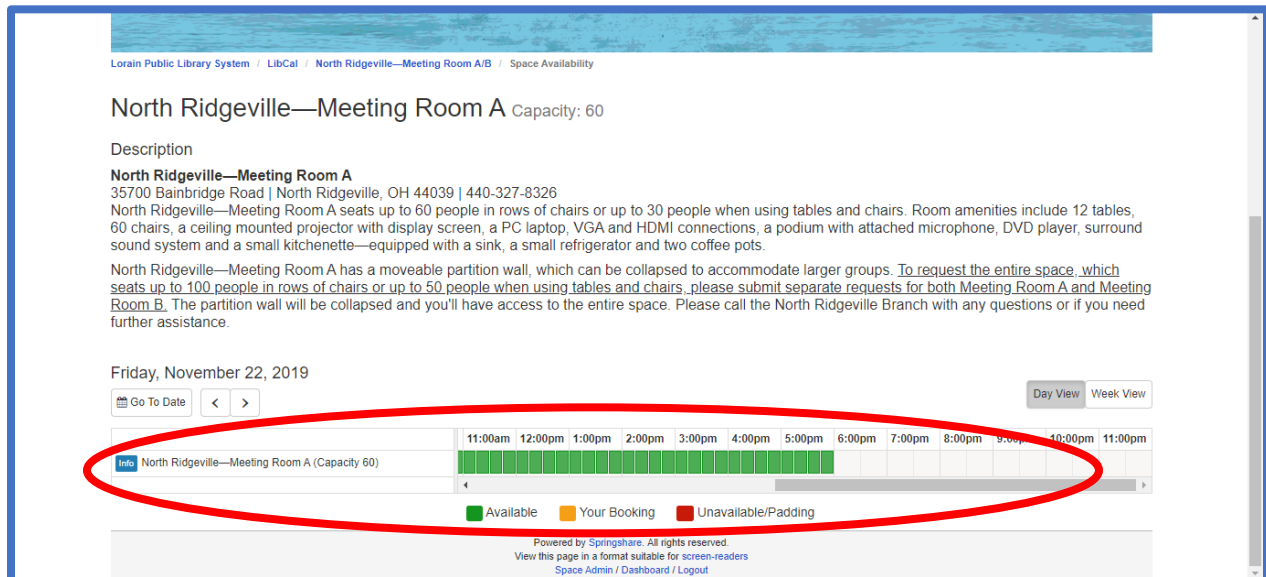 Lorain Public Library System / LibCal / North Ridgeville—Meeting Room A/B / Space Availability
North Ridgeville—Meeting Room A Capacity: 60
Description
North Ridgeville—Meeting Room A
35700 Bainbridge Road | North Ridgeville, OH 44039 | 440-327-8326
North Ridgeville—Meeting Room A seats up to 60 people in rows of chairs or up to 30 people when using tables and chairs. Room amenities include 12 tables,
60 chairs, a ceiling mounted projector with display screen, a PC laptop, VGA and HDMI connections, a podium with attached microphone, DVD player, surround
sound system and a small kitchenette—equipped with a sink, a small refrigerator and two coffee pots.
North Ridgeville—Meeting Room A has a moveable partition wall, which can be collapsed to accommodate larger groups. To request the entire space, which
seats up to 100 people in rows of chairs or up to 50 people when using tables and chairs, please submit separate requests for both Meeting Room A and Meeting
Room B. The partition wall will be collapsed and you'll have access to the entire space. Please call the North Ridgeville Branch with any questions or if you need
further assistance.
Friday, November 22, 2019
Go To Date < >
Day View Week View
11:00am 12:00pm 1:00pm 2:00pm 3:00pm 4:00pm 5:00pm 6:00pm 7:00pm 8:00pm 9:00pm 10:00pm 11:00pm
Info North Ridgeville—Meeting Room A (Capacity 60)
Available Your Booking Unavailable/Padding
Powered by Springshare. All rights reserved.
View this page in a format suitable for screen-readers
Space Admin / Dashboard / Logout